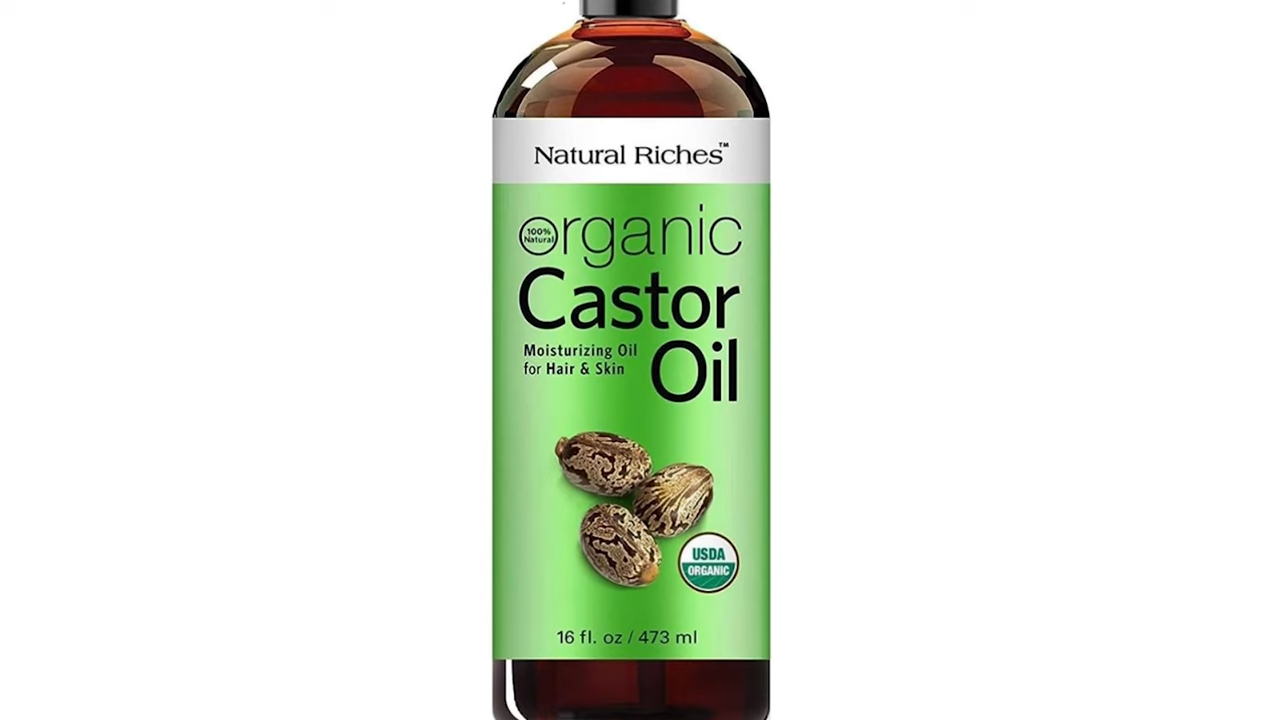 Natural Riches™
100%
Natural
Organic
Castor
Moisturizing Oil
for Hair & Skin
Oil
USDA
ORGANIC
16 fl. oz / 473 ml